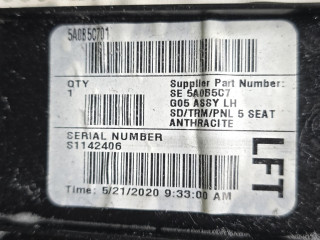 5A0B5C701
QTY
1
Supplier Part Number:
SE 5A0B5C7
G05 ASSY LH
SD/TRM/PNL 5 SEAT
ANTHRACITE
SERIAL NUMBER
S1142406
LFT
Time: 5/21/2020 9:33:00 AM